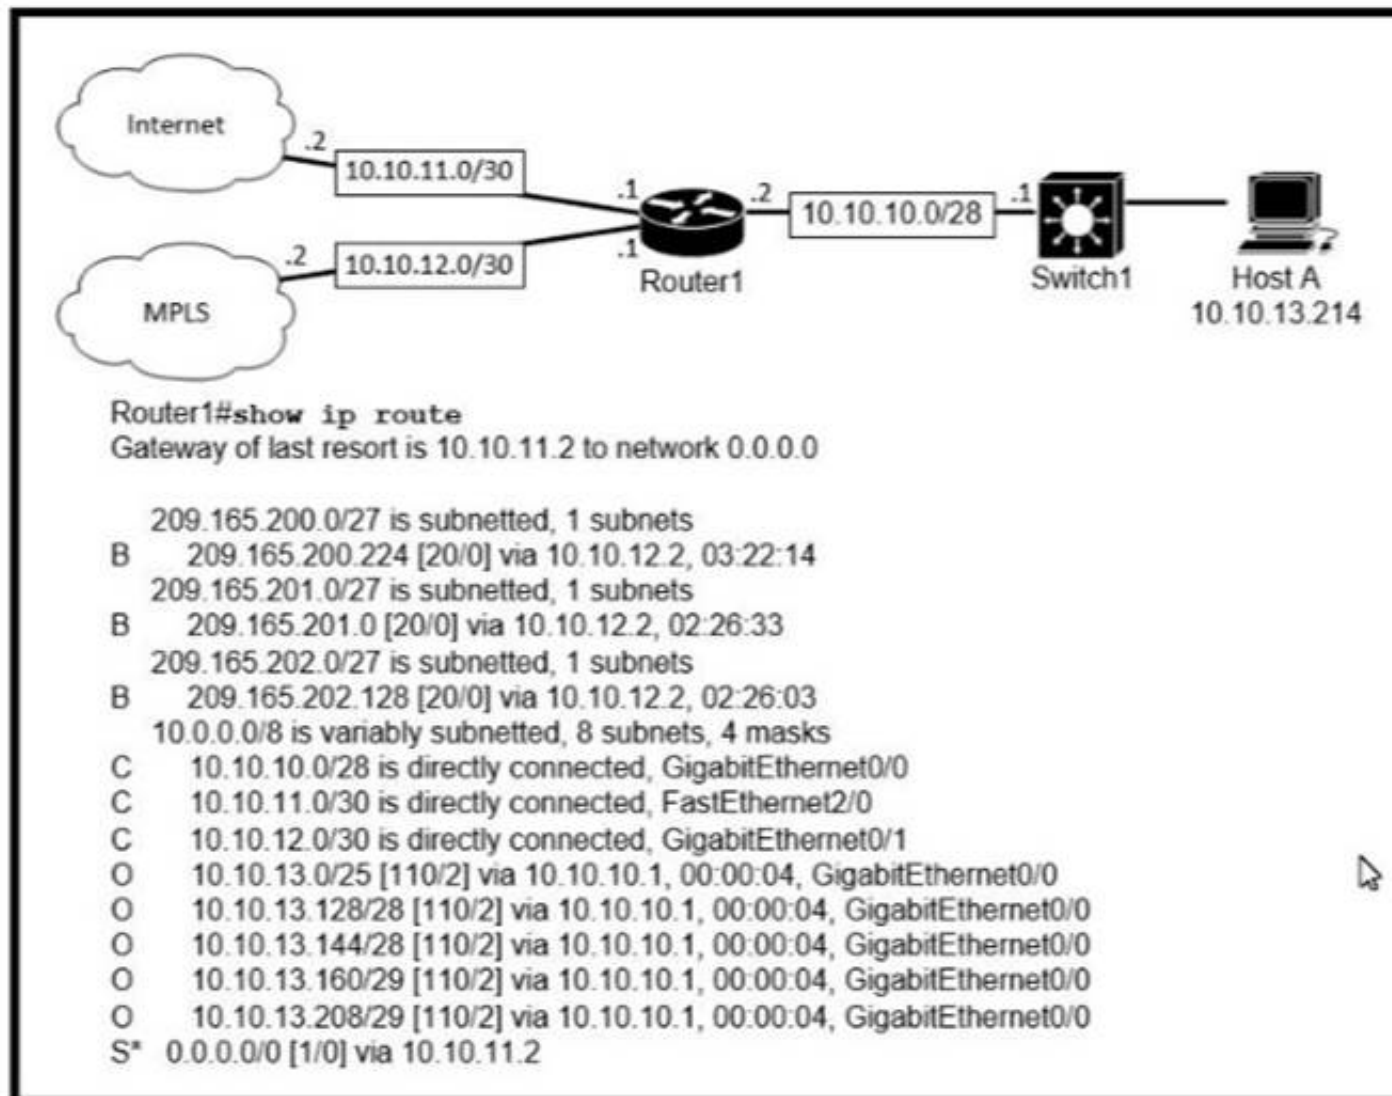 Internet
.2
10.10.11.0/30
.1
.2
10.10.10.0/28
.1
.2
10.10.12.0/30
.1
MPLS
Router1
Switch1
Host A
10.10.13.214
Router1#show ip route
Gateway of last resort is 10.10.11.2 to network 0.0.0.0
209.165.200.0/27 is subnetted, 1 subnets
B 209.165.200.224 [20/0] via 10.10.12.2, 03:22:14
209.165.201.0/27 is subnetted, 1 subnets
B 209.165.201.0 [20/0] via 10.10.12.2, 02:26:33
209.165.202.0/27 is subnetted, 1 subnets
B 209.165.202.128 [20/0] via 10.10.12.2, 02:26:03
10.0.0.0/8 is variably subnetted, 8 subnets, 4 masks
C 10.10.10.0/28 is directly connected, GigabitEthernet0/0
C 10.10.11.0/30 is directly connected, FastEthernet2/0
C 10.10.12.0/30 is directly connected, GigabitEthernet0/1
O 10.10.13.0/25 [110/2] via 10.10.10.1, 00:00:04, GigabitEthernet0/0
O 10.10.13.128/28 [110/2] via 10.10.10.1, 00:00:04, GigabitEthernet0/0
O 10.10.13.144/28 [110/2] via 10.10.10.1, 00:00:04, GigabitEthernet0/0
O 10.10.13.160/29 [110/2] via 10.10.10.1, 00:00:04, GigabitEthernet0/0
O 10.10.13.208/29 [110/2] via 10.10.10.1, 00:00:04, GigabitEthernet0/0
S* 0.0.0.0/0 [1/0] via 10.10.11.2